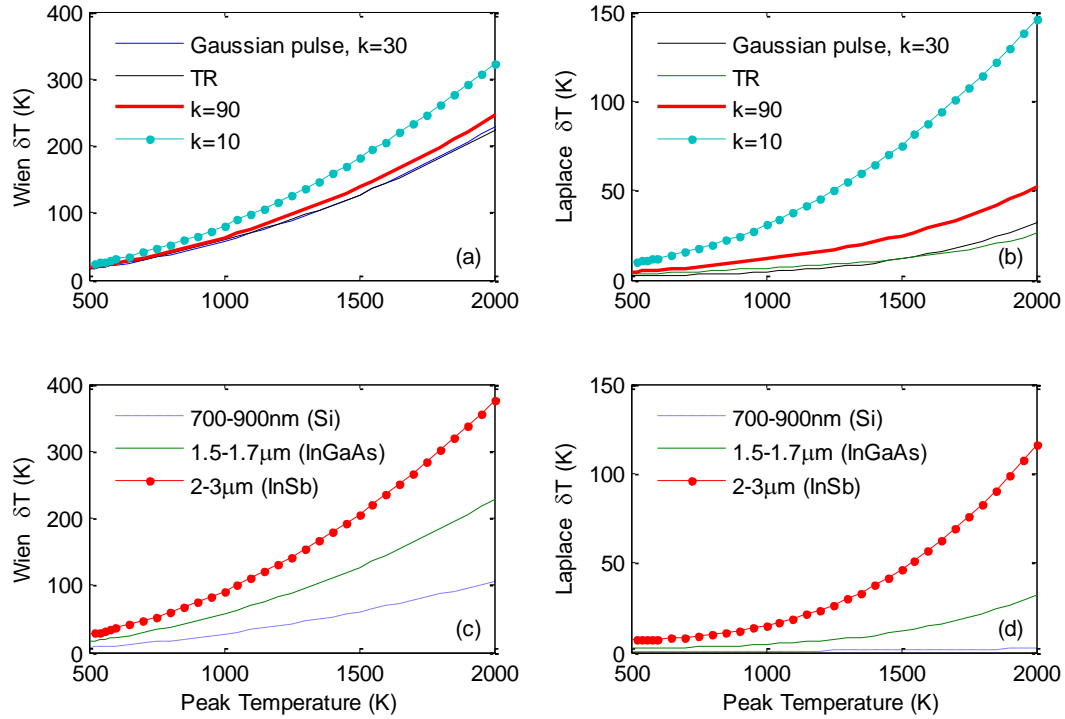 400
300
200
100
0
500
1000
1500
2000
Wien δT (K)
Gaussian pulse, k=30
TR
k=90
k=10
(a)
150
100
50
0
500
1000
1500
2000
Laplace δT (K)
Gaussian pulse, k=30
TR
k=90
k=10
(b)
400
300
200
100
0
500
1000
1500
2000
Wien δT (K)
Peak Temperature (K)
700-900nm (Si)
1.5-1.7μm (InGaAs)
2-3μm (InSb)
(c)
150
100
50
0
500
1000
1500
2000
Laplace δT (K)
Peak Temperature (K)
700-900nm (Si)
1.5-1.7μm (InGaAs)
2-3μm (InSb)
(d)